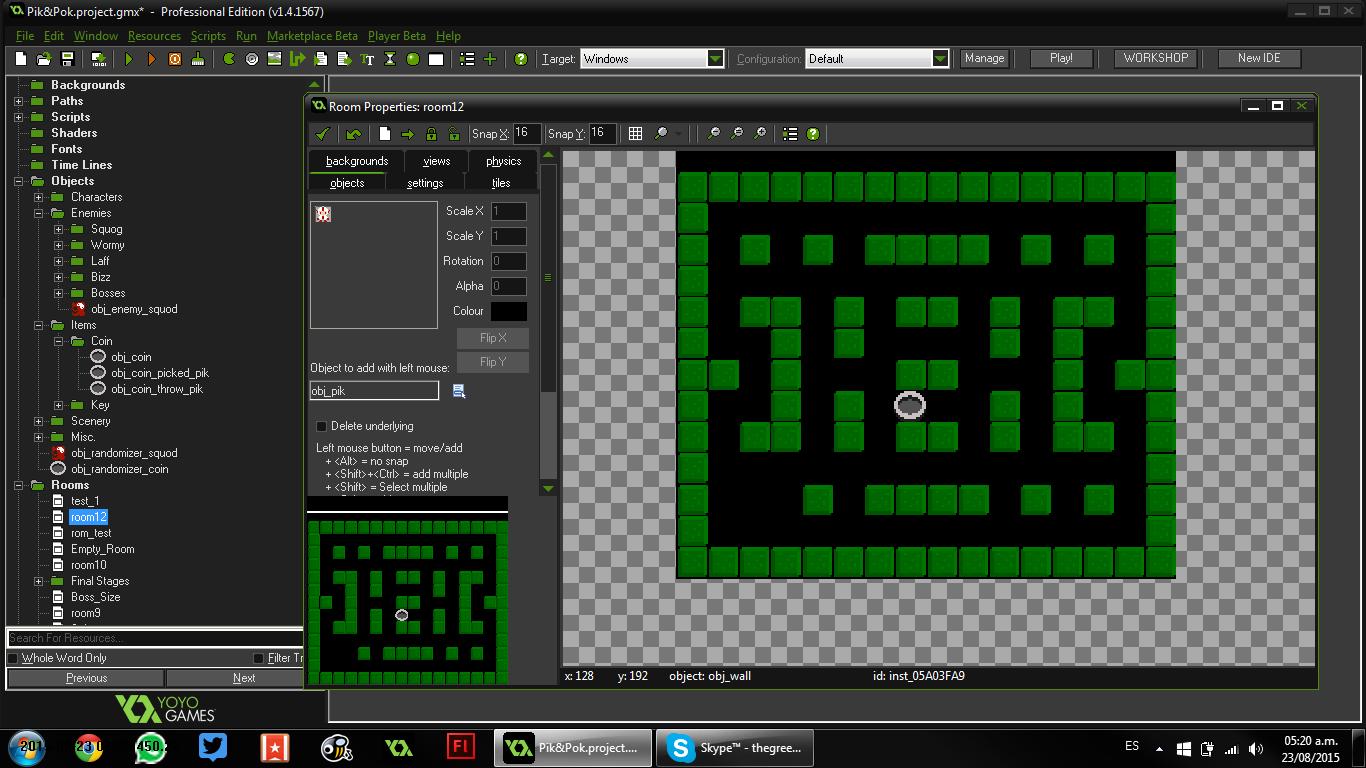 Pik&Pok.project.gmx* - Professional Edition (v1.4.1567)
File Edit Window Resources Scripts Run Marketplace Beta Player Beta Help
Target: Windows Configuration: Default Manage Play! WORKSHOP New IDE
Backgrounds
Paths
Scripts
Shaders
Fonts
Time Lines
Objects
Characters
Enemies
Squog
Wormy
Laff
Bizz
Bosses
obj_enemy_squod
Items
Coin
obj_coin
obj_coin_picked_pik
obj_coin_throw_pik
Key
Scenery
Misc.
obj_randomizer_squod
obj_randomizer_coin
Rooms
test_1
room12
rom_test
Empty_Room
room10
Final Stages
Boss_Size
room9
Search For Resources...
Whole Word Only Filter Tr
Previous Next
YOYO
GAMES
Room Properties: room12
Snap X: 16 Snap Y: 16
backgrounds views physics
objects settings tiles
Scale X 1
Scale Y 1
Rotation 0
Alpha 0
Colour
Flip X
Flip Y
Object to add with left mouse:
obj_pik
Delete underlying
Left mouse button = move/add
+ <Alt> = no snap
+ <Shift>+<Ctrl> = add multiple
+ <Shift> = Select multiple
x: 128 y: 192 object: obj_wall id: inst_05A03FA9
Pik&Pok.project.... Skype™ - thegree...
ES
05:20 a.m.
23/08/2015